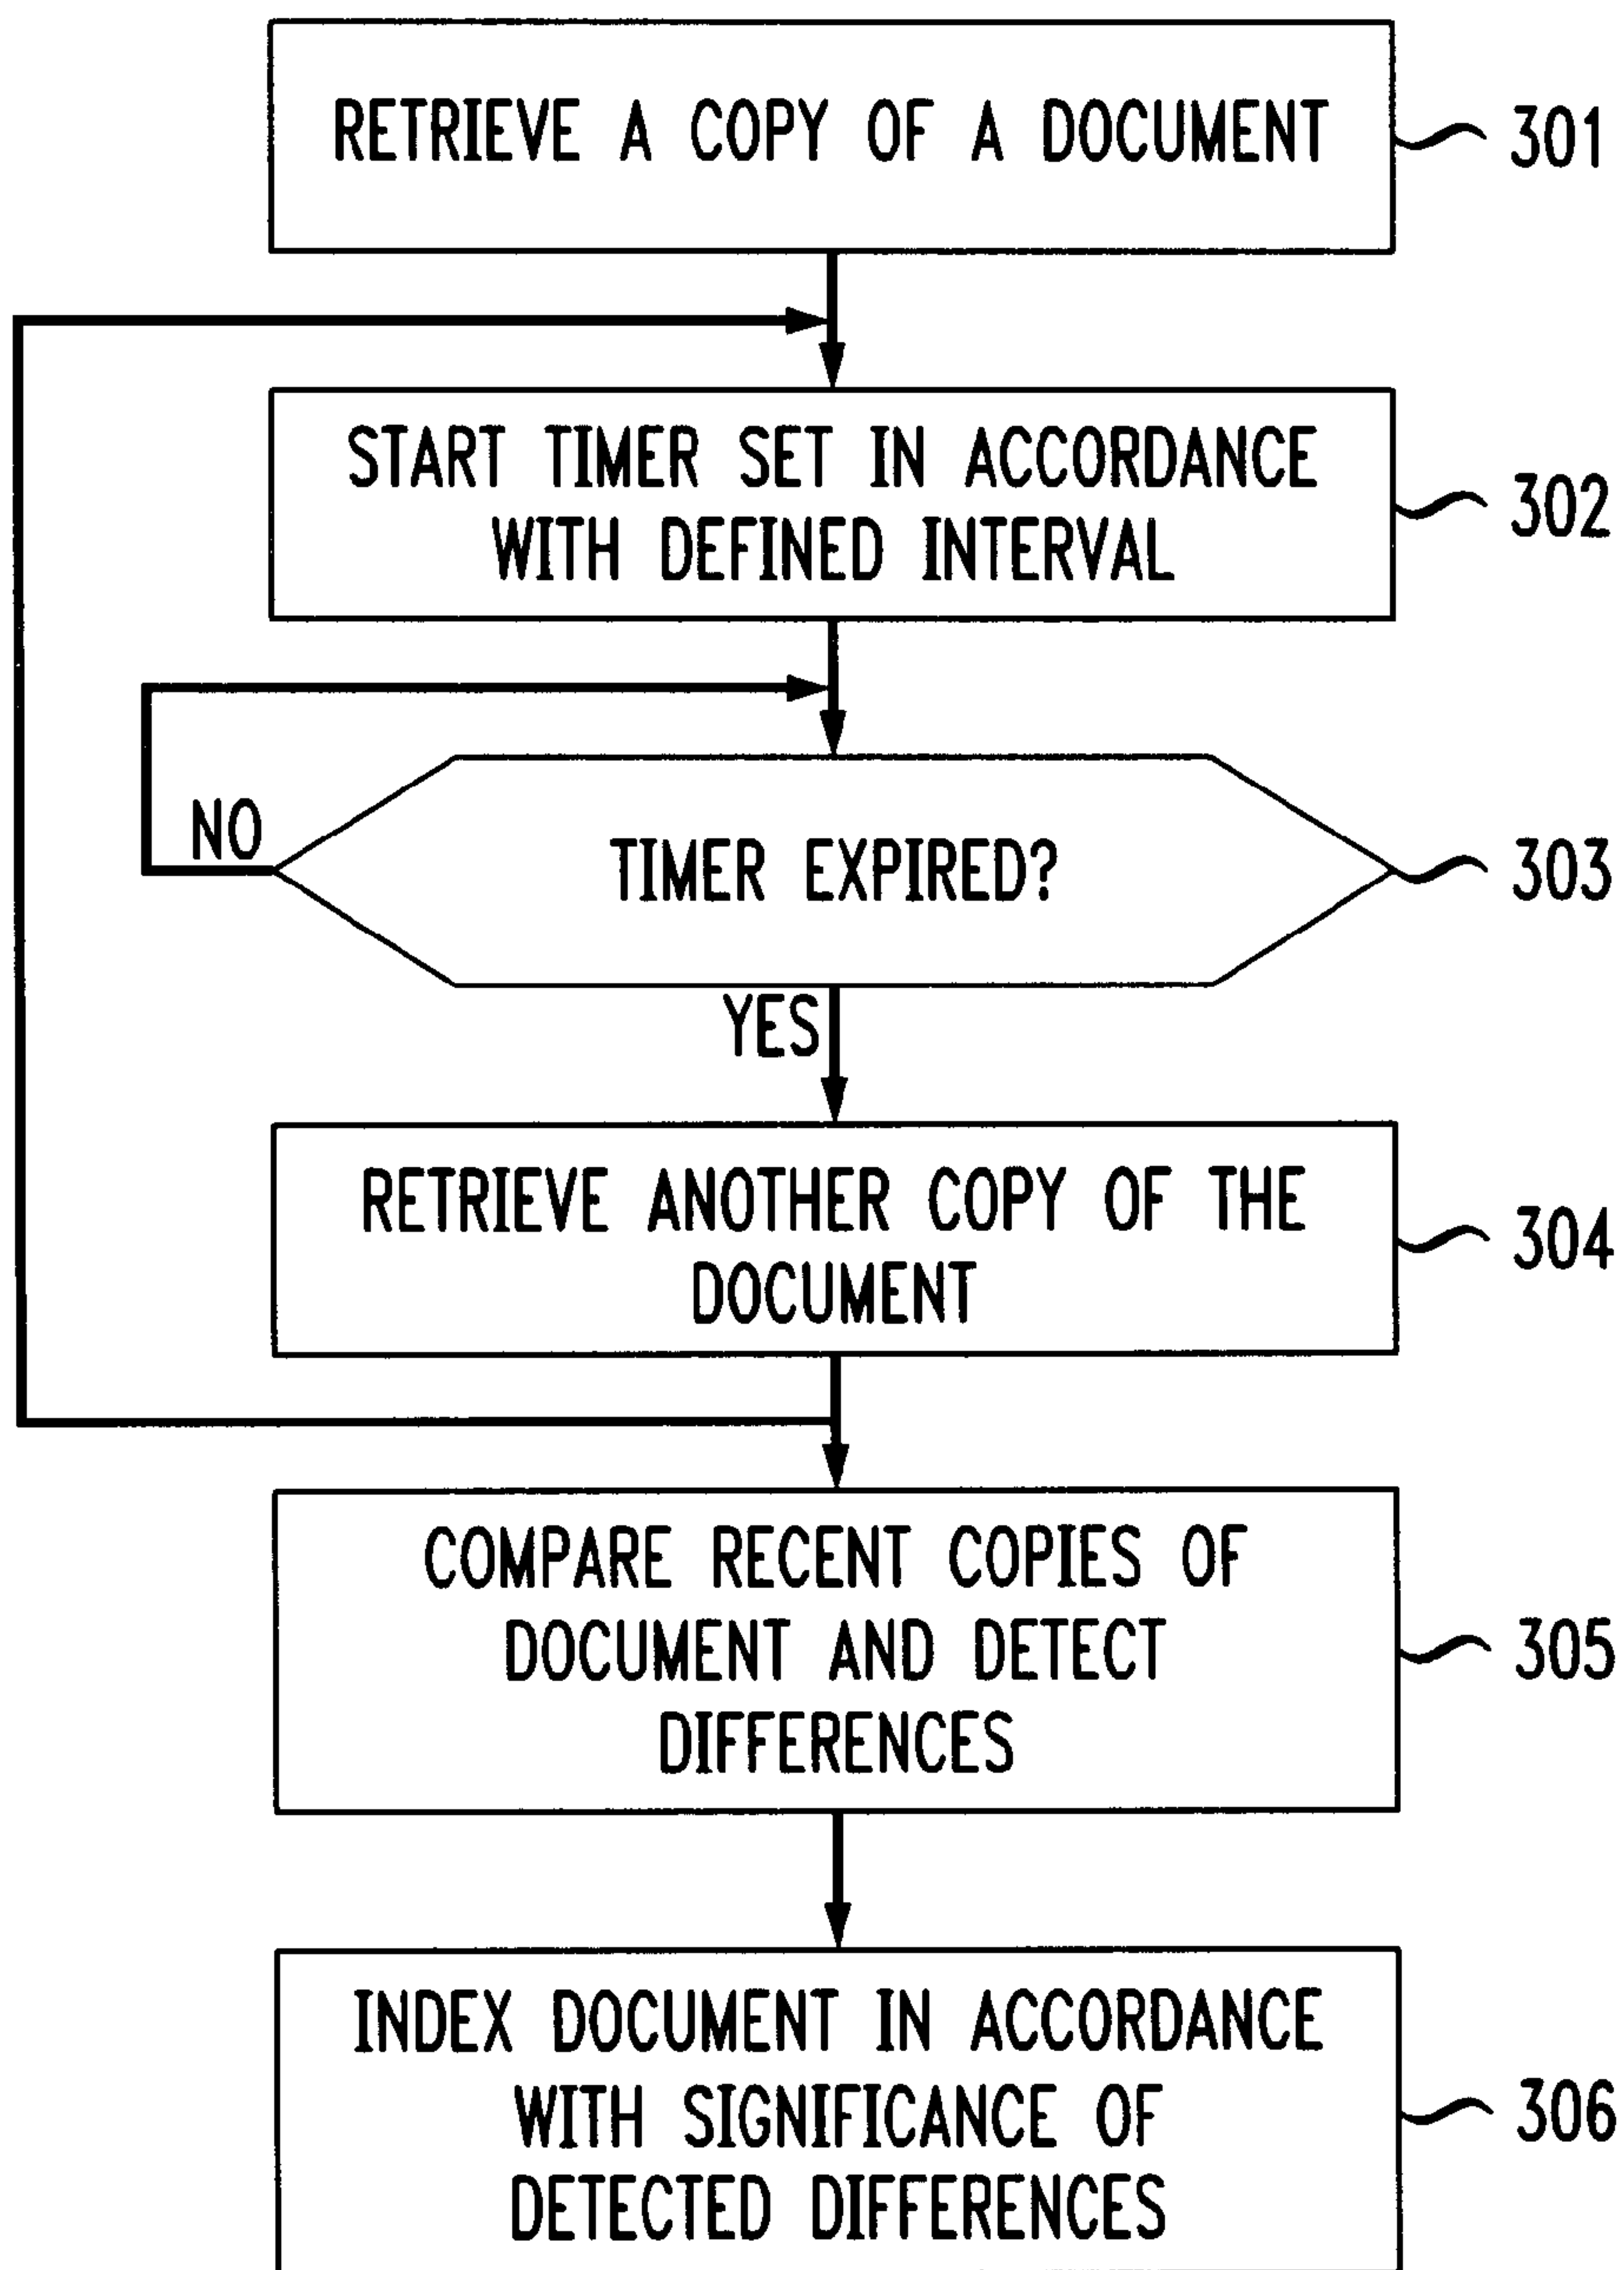 RETRIEVE A COPY OF A DOCUMENT
301
START TIMER SET IN ACCORDANCE
WITH DEFINED INTERVAL
302
NO
TIMER EXPIRED?
303
YES
RETRIEVE ANOTHER COPY OF THE
DOCUMENT
304
COMPARE RECENT COPIES OF
DOCUMENT AND DETECT
DIFFERENCES
305
INDEX DOCUMENT IN ACCORDANCE
WITH SIGNIFICANCE OF
DETECTED DIFFERENCES
306